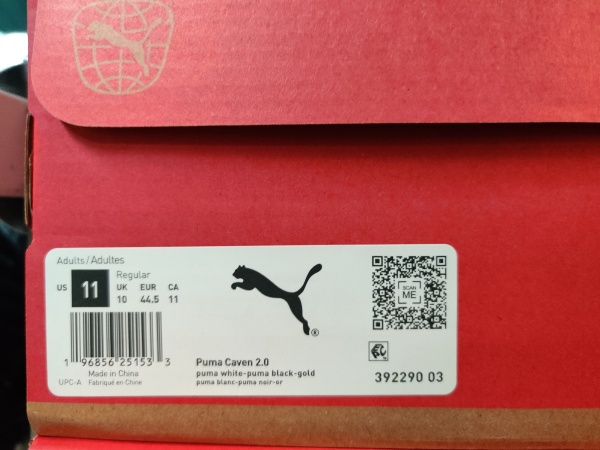 Adults/Adultes
Regular
US 11 UK EUR CA
10 44.5 11
1 96856 25153 3
Made in China
UPC-A Fabriqué en Chine
Puma Caven 2.0
puma white-puma black-gold
puma blanc-puma noir-or
®
SCAN
ME
392290 03